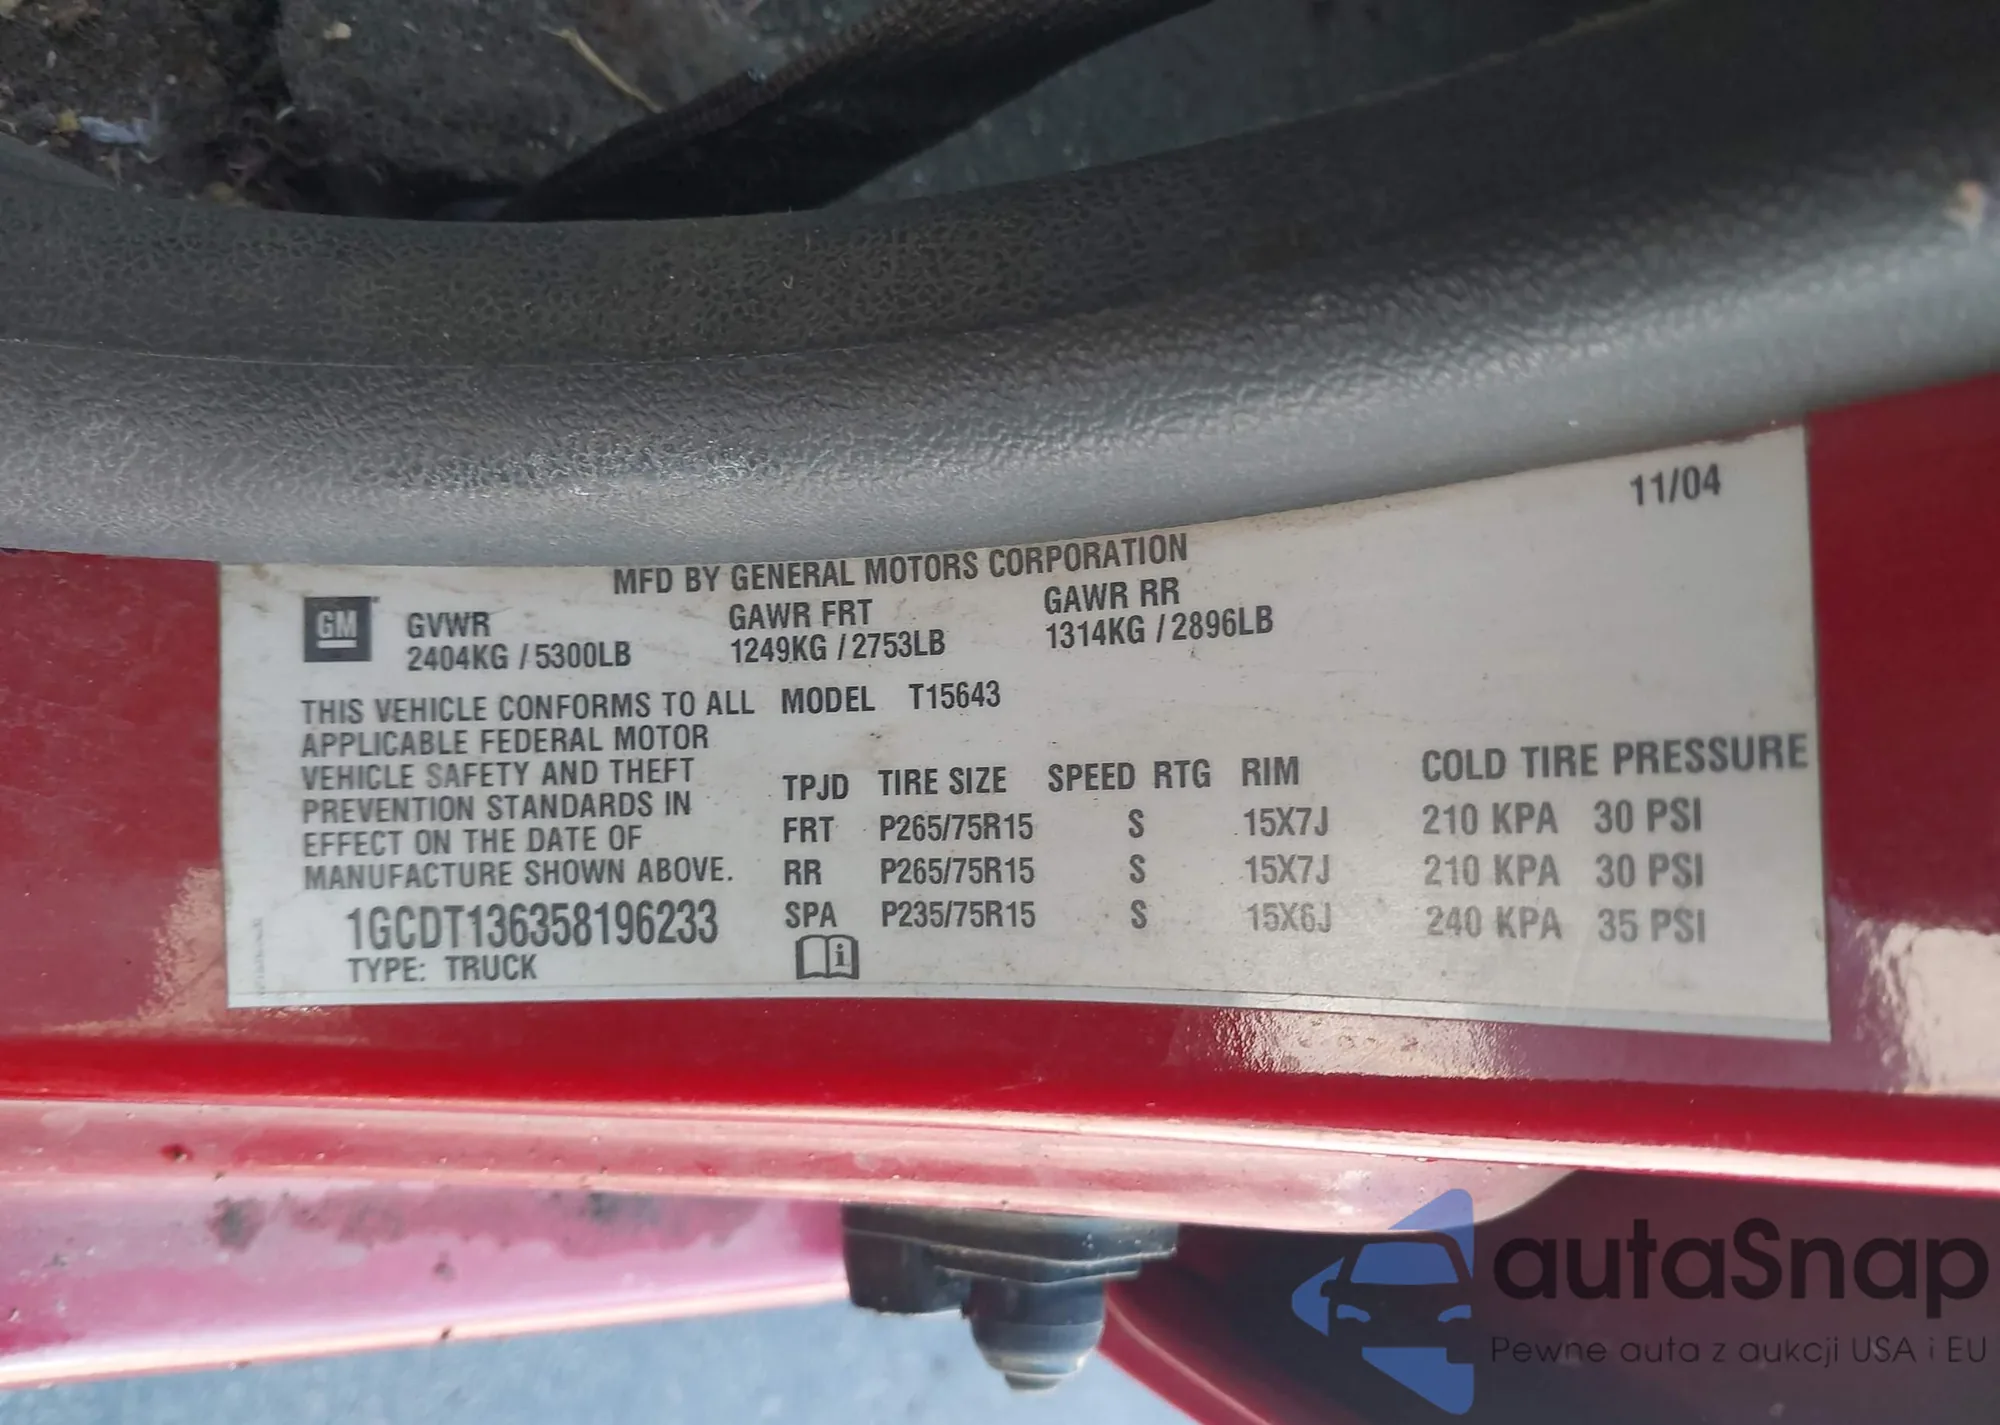 11/04
MFD BY GENERAL MOTORS CORPORATION
GM GVWR GAWR FRT GAWR RR
2404KG / 5300LB 1249KG / 2753LB 1314KG / 2896LB
THIS VEHICLE CONFORMS TO ALL MODEL T15643
APPLICABLE FEDERAL MOTOR
VEHICLE SAFETY AND THEFT
PREVENTION STANDARDS IN
EFFECT ON THE DATE OF
MANUFACTURE SHOWN ABOVE.
TPJD TIRE SIZE SPEED RTG RIM COLD TIRE PRESSURE
FRT P265/75R15 S 15X7J 210 KPA 30 PSI
RR P265/75R15 S 15X7J 210 KPA 30 PSI
SPA P235/75R15 S 15X6J 240 KPA 35 PSI
1GCDT136358196233
TYPE: TRUCK
i
autaSnap
Pewne auta z aukcji USA i EU